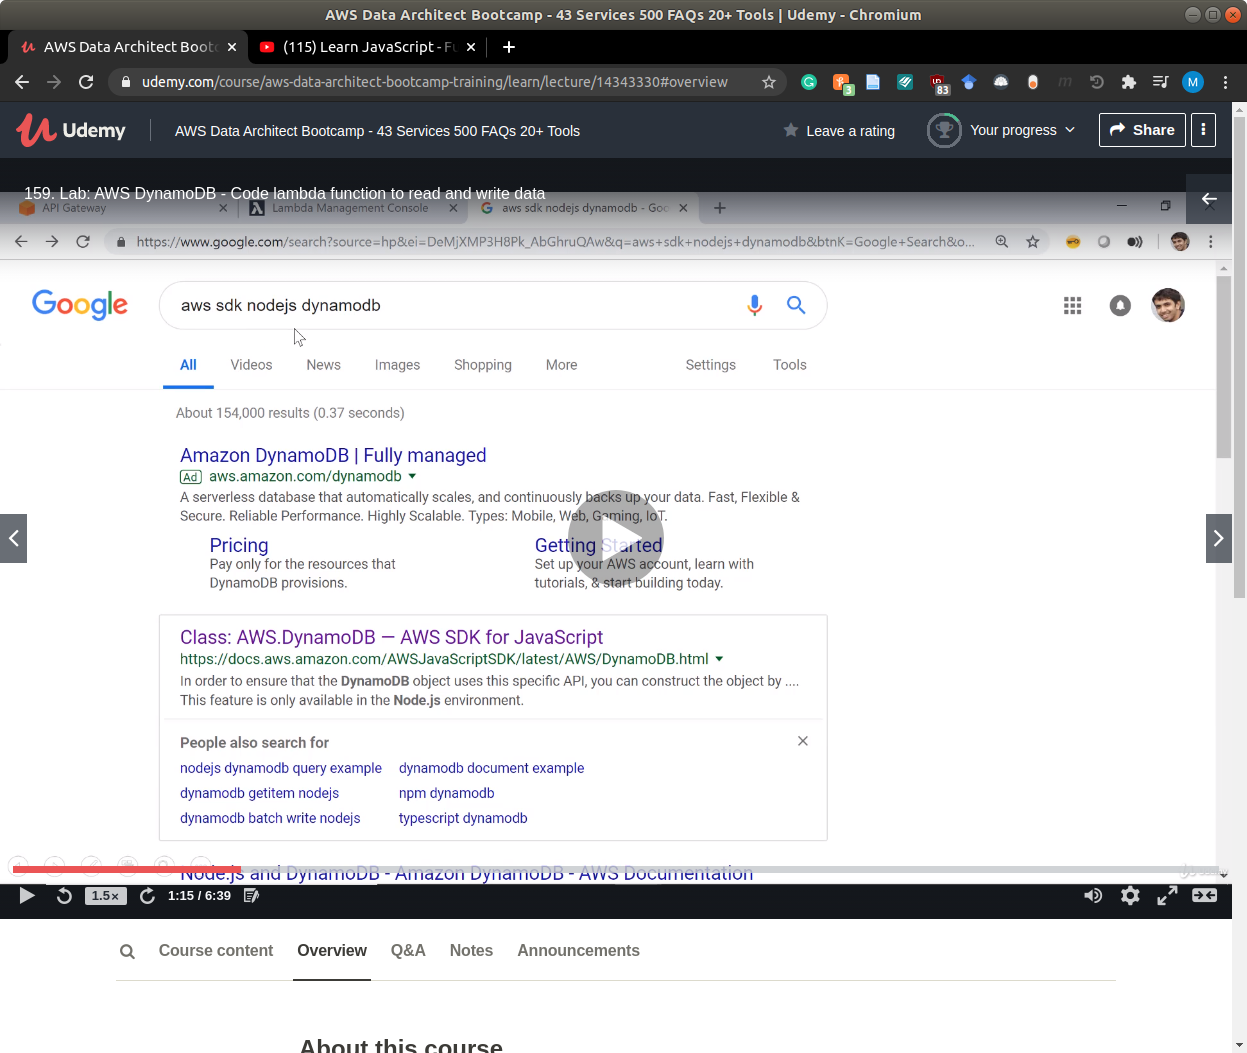 AWS Data Architect Bootcamp - 43 Services 500 FAQs 20+ Tools | Udemy - Chromium
AWS Data Architect Bootc
(115) Learn JavaScript - Fu
udemy.com/course/aws-data-architect-bootcamp-training/learn/lecture/14343330#overview
3
83
M
Udemy
AWS Data Architect Bootcamp - 43 Services 500 FAQs 20+ Tools
Leave a rating
Your progress
Share
159. Lab: AWS DynamoDB - Code lambda function to read and write data
API Gateway
Lambda Management Console
aws sdk nodejs dynamodb - Goo
https://www.google.com/search?source=hp&ei=DeMjXMP3H8Pk_AbGhruQAw&q=aws+sdk+nodejs+dynamodb&btnK=Google+Search&o...
Google
aws sdk nodejs dynamodb
All
Videos
News
Images
Shopping
More
Settings
Tools
About 154,000 results (0.37 seconds)
Amazon DynamoDB | Fully managed
Ad aws.amazon.com/dynamodb
A serverless database that automatically scales, and continuously backs up your data. Fast, Flexible &
Secure. Reliable Performance. Highly Scalable. Types: Mobile, Web, Gaming, IoT.
Pricing
Pay only for the resources that
DynamoDB provisions.
Getting Started
Set up your AWS account, learn with
tutorials, & start building today.
Class: AWS.DynamoDB — AWS SDK for JavaScript
https://docs.aws.amazon.com/AWSJavaScriptSDK/latest/AWS/DynamoDB.html
In order to ensure that the DynamoDB object uses this specific API, you can construct the object by ....
This feature is only available in the Node.js environment.
People also search for
nodejs dynamodb query example
dynamodb document example
dynamodb getitem nodejs
npm dynamodb
dynamodb batch write nodejs
typescript dynamodb
Node.js and DynamoDB - Amazon DynamoDB - AWS Documentation
1.5×
1:15 / 6:39
Course content
Overview
Q&A
Notes
Announcements
About this course